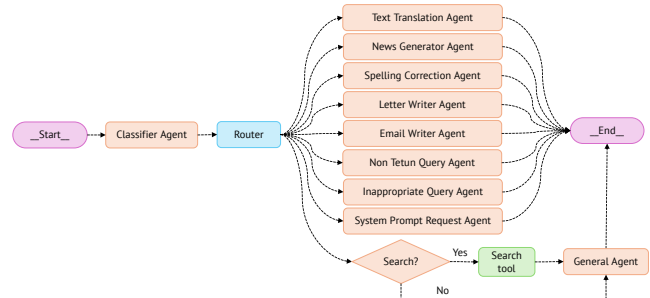 Text Translation Agent
News Generator Agent
Spelling Correction Agent
Letter Writer Agent
__Start__
Classifier Agent
Router
Email Writer Agent
__End__
Non Tetun Query Agent
Inappropriate Query Agent
System Prompt Request Agent
Search?
Yes
Search
tool
General Agent
No